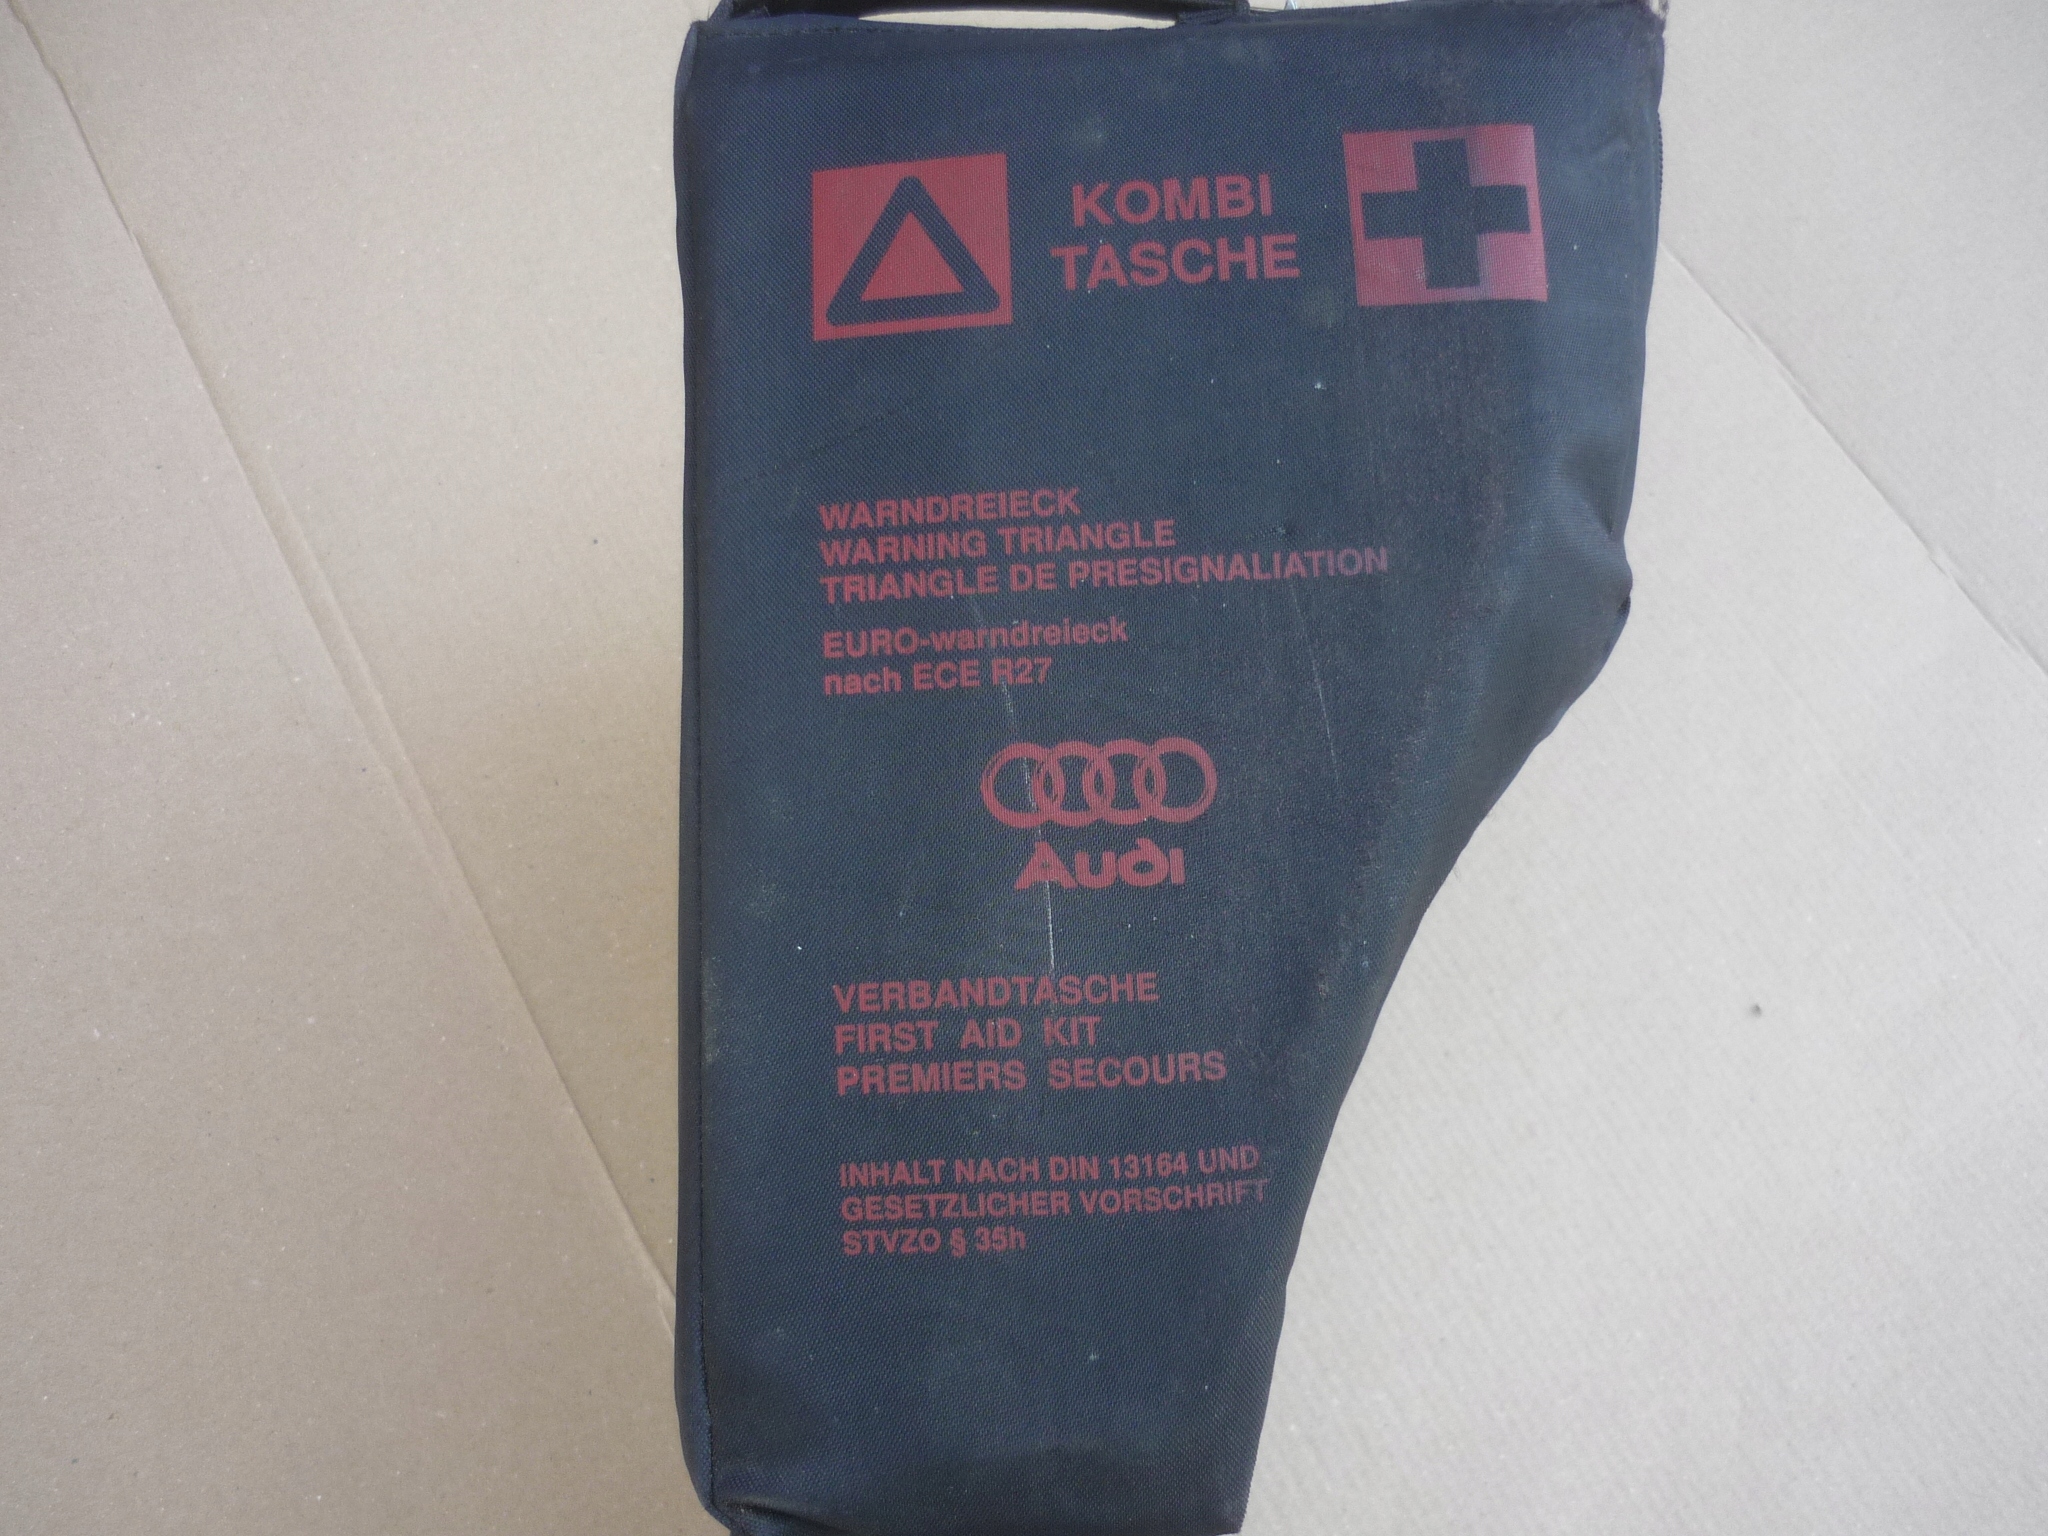 KOMBI
TASCHE
WARNDREIECK
WARNING TRIANGLE
TRIANGLE DE PRESIGNALIATION
EURO-warndreieck
nach ECE R27
Audi
VERBANDTASCHE
FIRST AID KIT
PREMIERS SECOURS
INHALT NACH DIN 13164 UND
GESETZLICHER VORSCHRIFT
STVZO § 35h